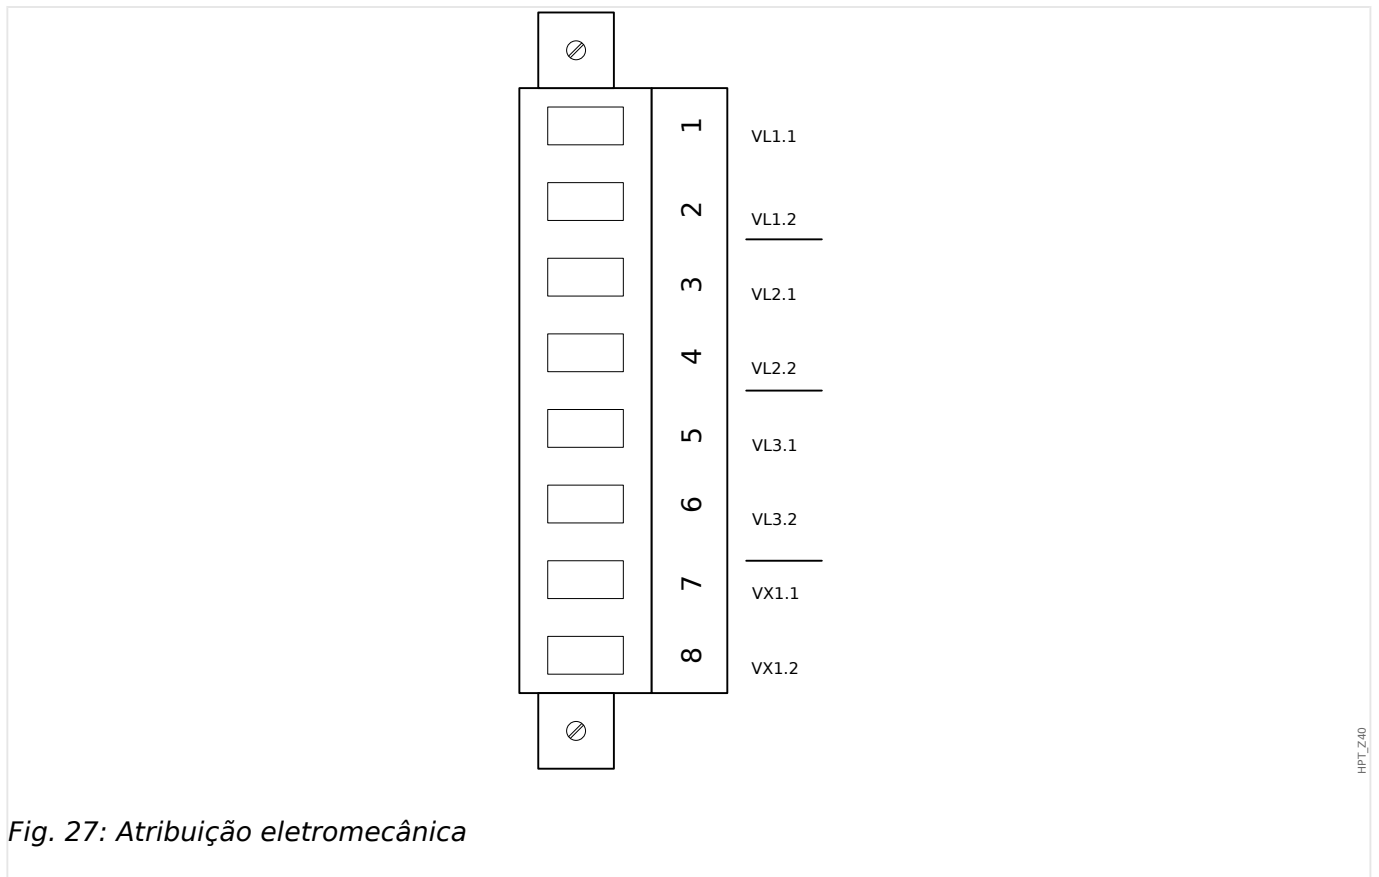 1 VL1.1
2 VL1.2
3 VL2.1
4 VL2.2
5 VL3.1
6 VL3.2
7 VX1.1
8 VX1.2
HPT_Z40
Fig. 27: Atribuição eletromecânica